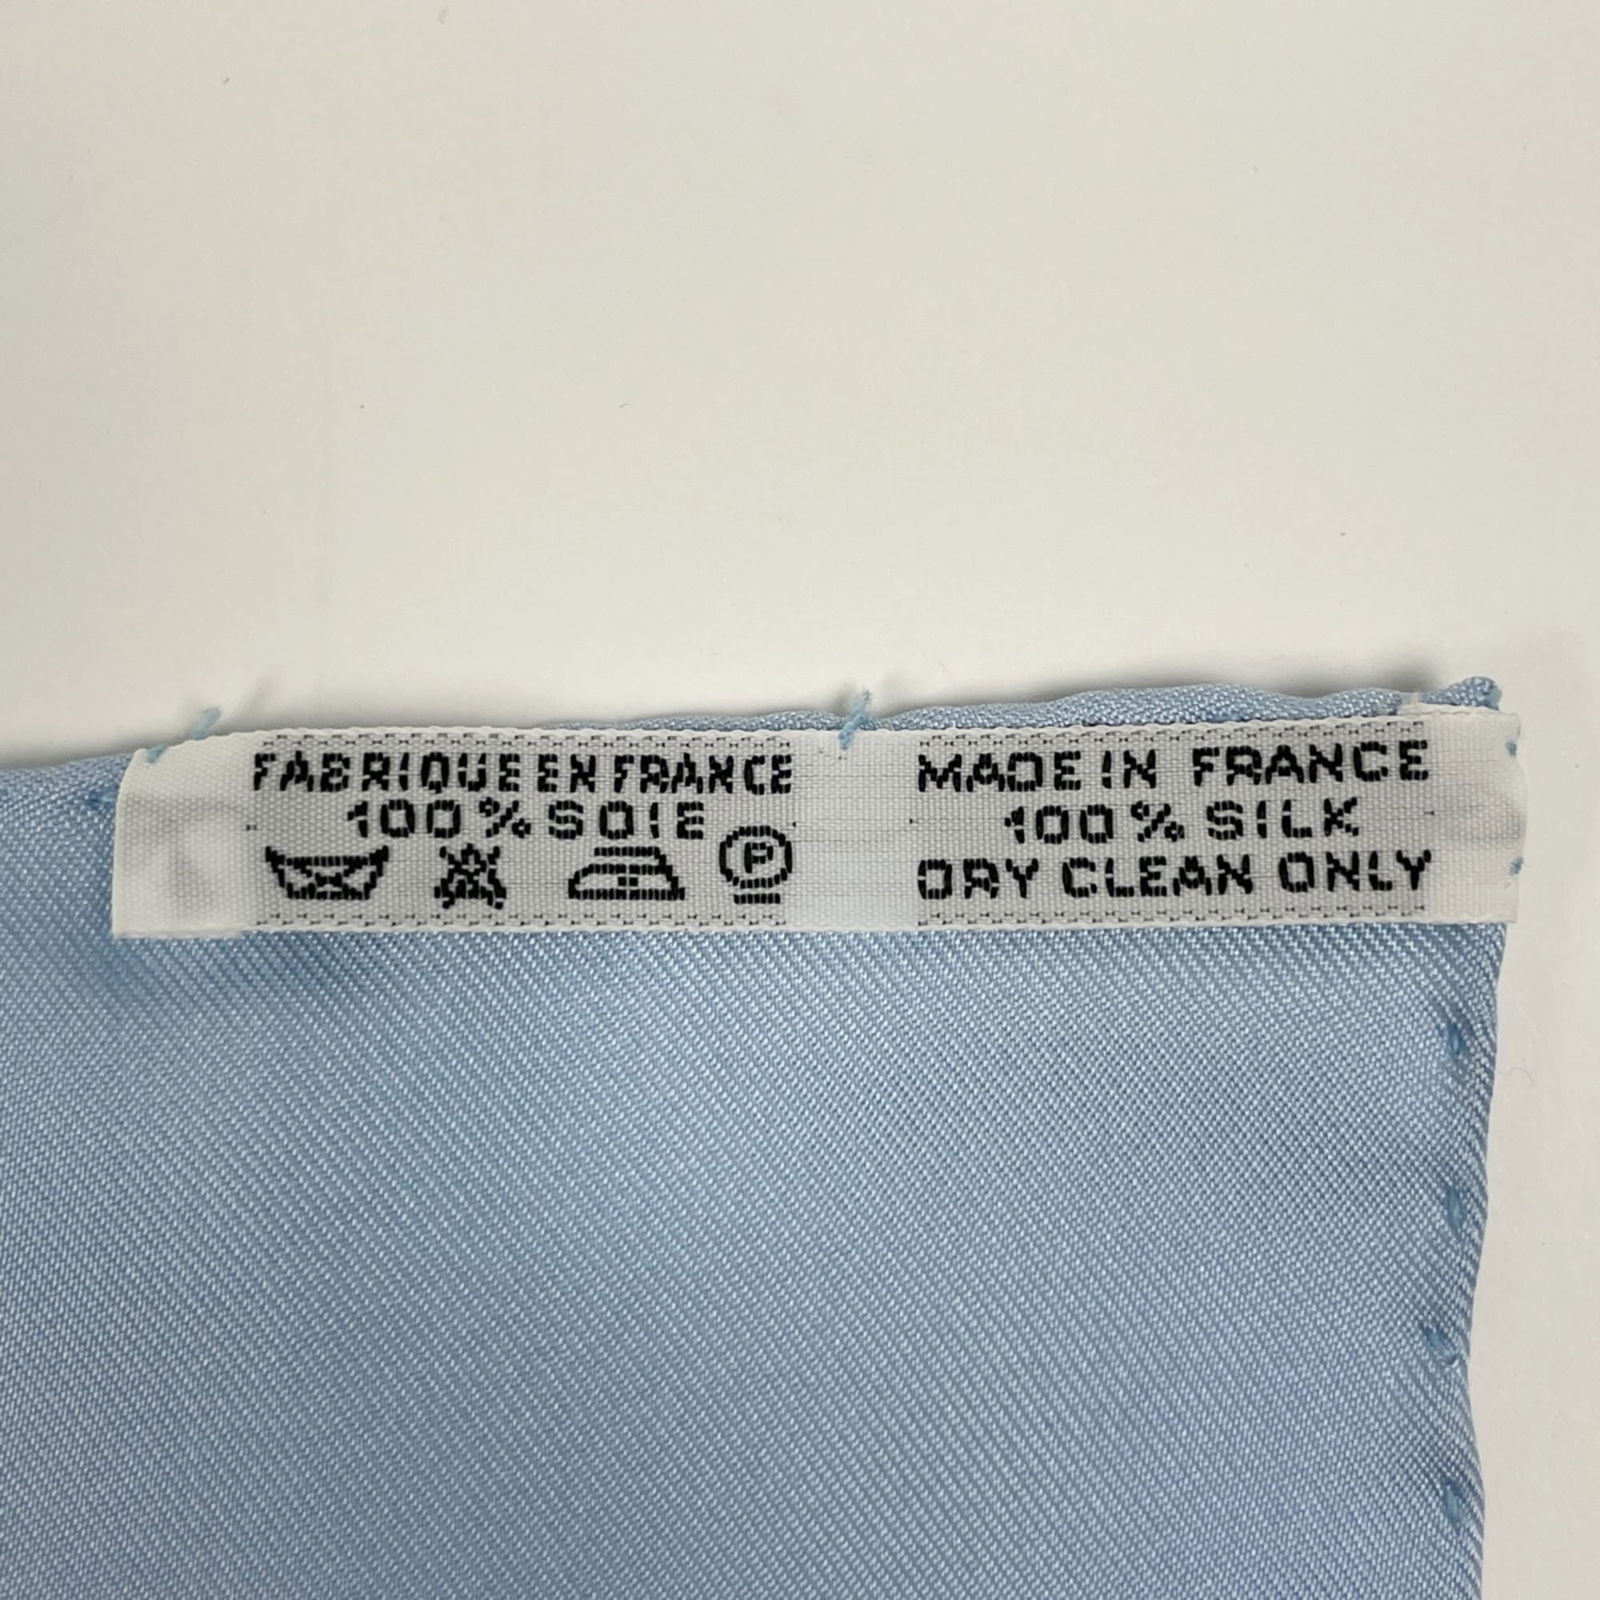 FABRIQUE EN FRANCE
100% SOIE
P
MADE IN FRANCE
100% SILK
DRY CLEAN ONLY